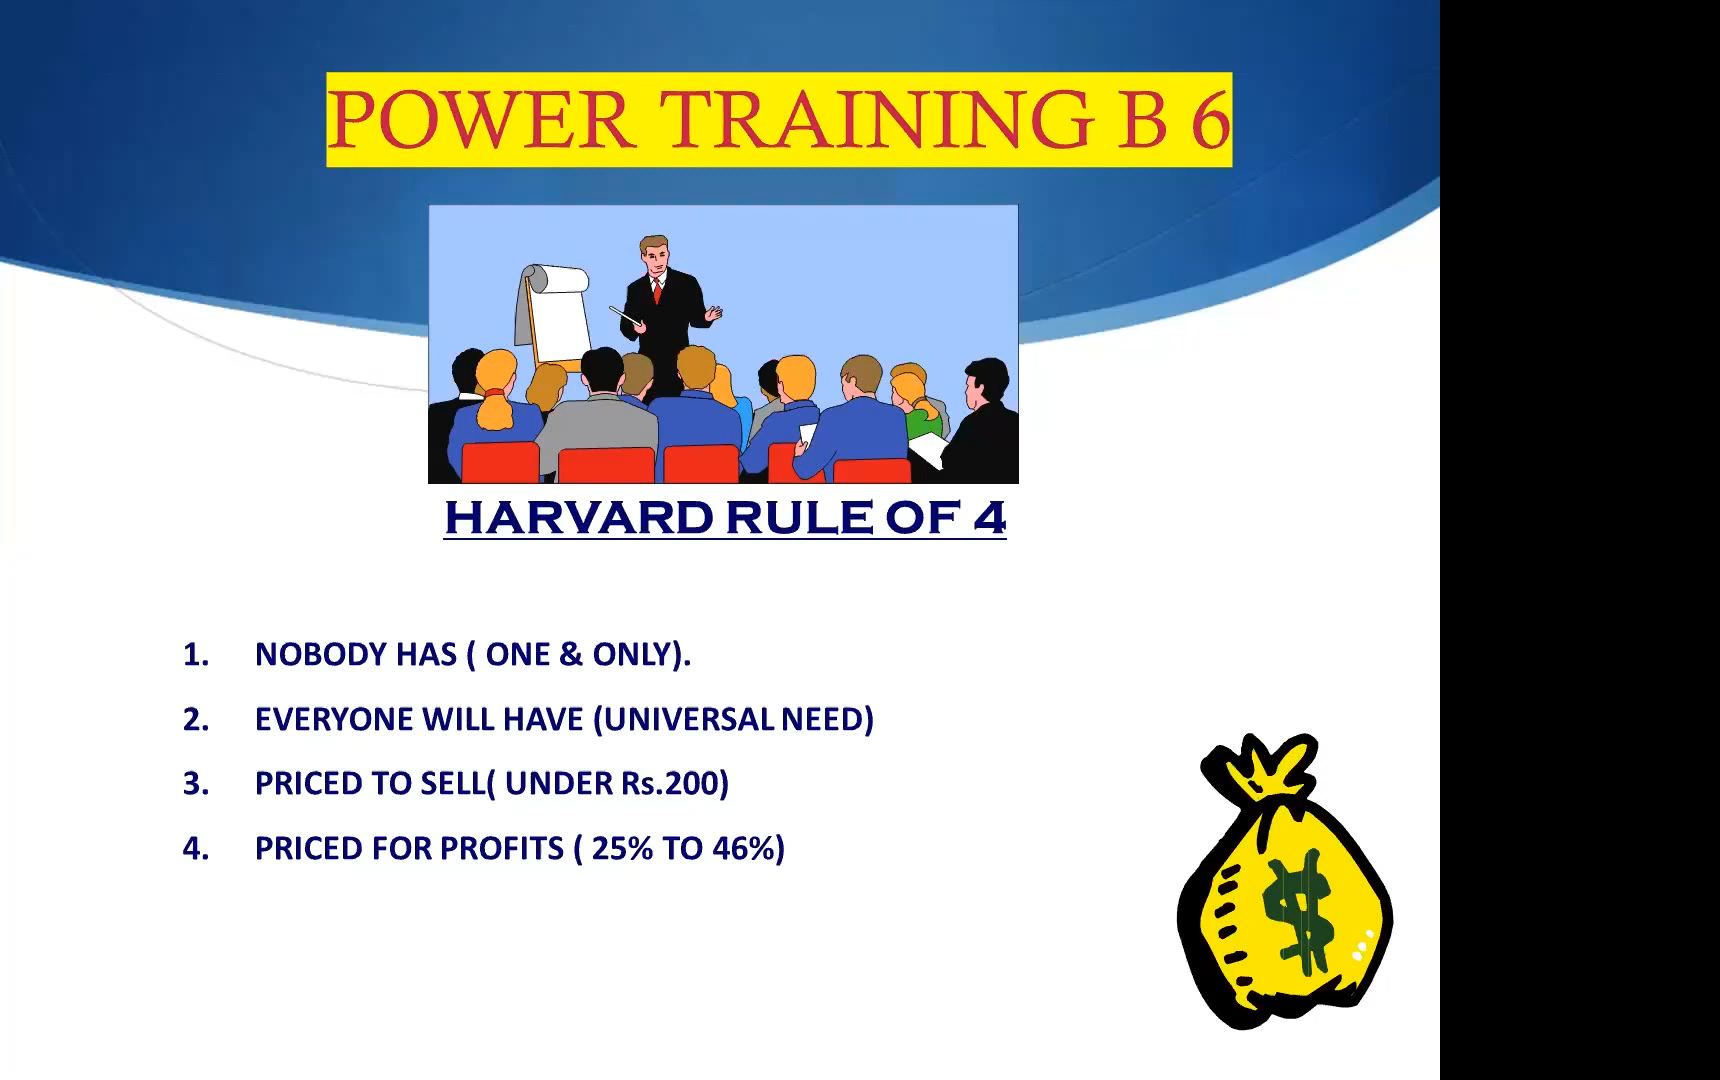 POWER TRAINING B 6
HARVARD RULE OF 4
1. NOBODY HAS ( ONE & ONLY).
2. EVERYONE WILL HAVE (UNIVERSAL NEED)
3. PRICED TO SELL( UNDER Rs.200)
4. PRICED FOR PROFITS ( 25% TO 46%)
$